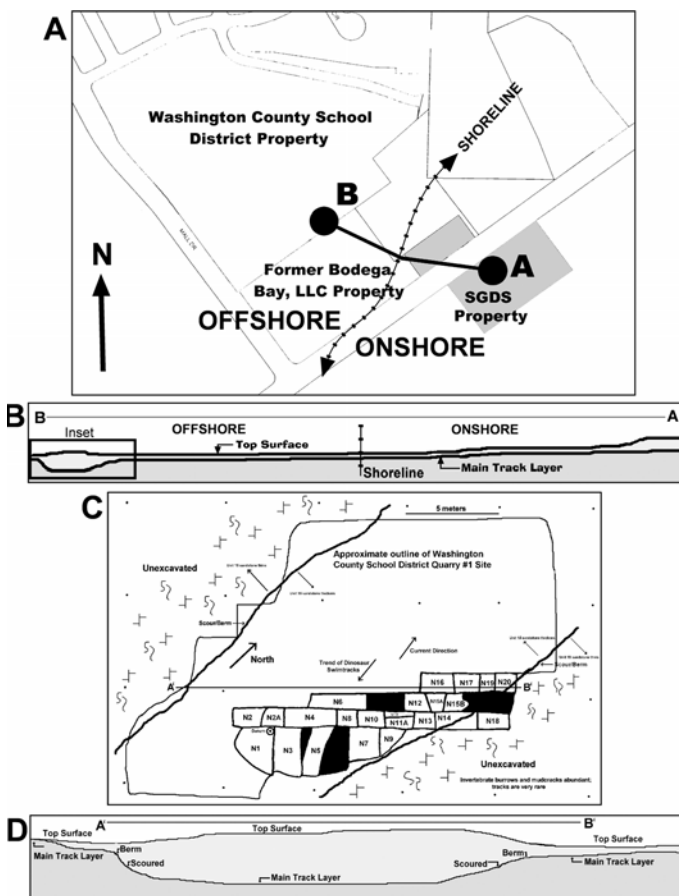 A
Washington County School
District Property
SHORELINE
B
MALL DR
N
Former Bodega
Bay, LLC Property
A
SGDS
Property
OFFSHORE
ONSHORE
B
B
A
Inset
OFFSHORE
ONSHORE
Top Surface
Shoreline
Main Track Layer
C
5 meters
Unexcavated
Approximate outline of Washington
County School District Quarry #1 Site
Scour/Berm
North
Trend of Dinosaur
Swimtracks
Current Direction
Scour/Berm
A'
B'
N16
N17
N19
N20
N6
N12
N15A
N15B
N2
N2A
N4
N8
N10
N11A
N13
N14
N18
N1
N3
N5
N7
N9
Unexcavated
Invertebrate burrows and mudcracks abundant,
tracks are very rare
D
A'
B'
Top Surface
Top Surface
Top Surface
Main Track Layer
Berm
Scoured
Main Track Layer
Scoured
Berm
Main Track Layer